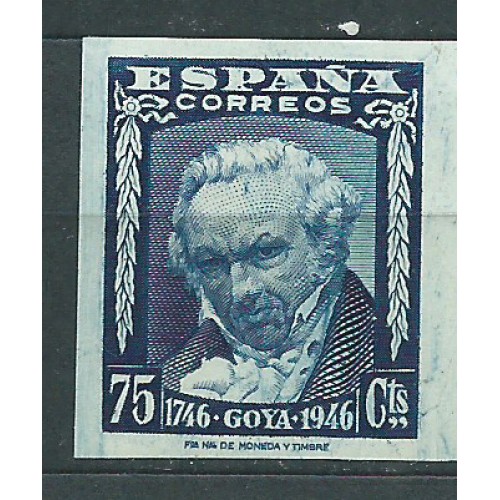 ESPAÑA
CORREOS
75 1746 · GOYA · 1946 Cts
FCA. NAL. DE MONEDA Y TIMBRE